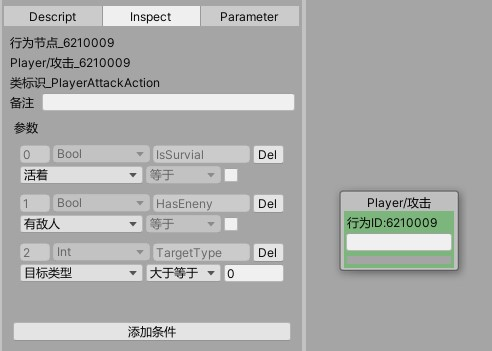 Descript Inspect Parameter
行为节点_6210009
Player/攻击_6210009
类标识_PlayerAttackAction
备注
参数
0 Bool IsSurvial Del
活着 等于
1 Bool HasEneny Del
有敌人 等于
2 Int TargetType Del
目标类型 大于等于 0
添加条件
Player/攻击
行为ID:6210009